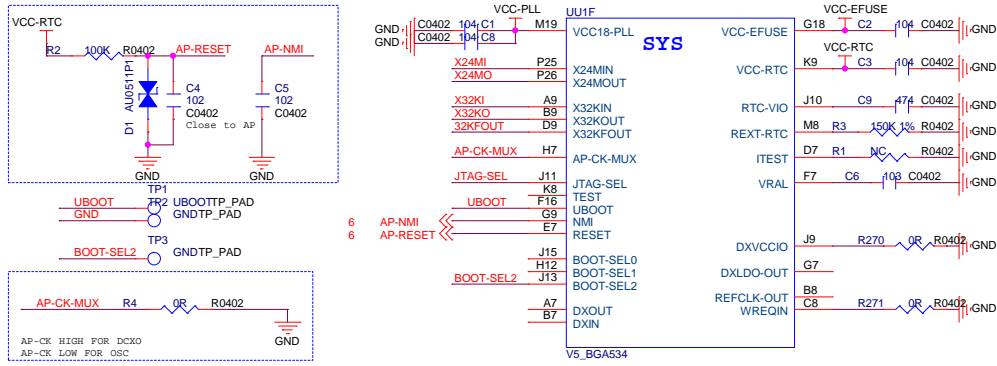 VCC-RTC
R2 100K R0402 AP-RESET
AP-NMI
D1 AU0511P1
C4
102
C0402
Close to AP
C5
102
C0402
GND
GND
TP1
UBOOT UBOOTTP_PAD
TP2
GND GNDTP_PAD
TP3
BOOT-SEL2 GNDTP_PAD
AP-CK-MUX R4 0R R0402
GND
AP-CK HIGH FOR DCXO
AP-CK LOW FOR OSC
VCC-PLL
GND C0402 104 C1 M19
GND C0402 104 C8
X24MI P25
X24MO P26
X32KI A9
X32KO B9
32KFOUT D9
AP-CK-MUX H7
JTAG-SEL J11
K8
UBOOT F16
6 AP-NMI G9
6 AP-RESET E7
J15
H12
BOOT-SEL2 J13
A7
B7
UU1F
SYS
VCC18-PLL
X24MIN
X24MOUT
X32KIN
X32KOUT
X32KFOUT
AP-CK-MUX
JTAG-SEL
TEST
UBOOT
NMI
RESET
BOOT-SEL0
BOOT-SEL1
BOOT-SEL2
DXOUT
DXIN
VCC-EFUSE
VCC-RTC
RTC-VIO
REXT-RTC
ITEST
VRAL
DXVCCIO
DXLDO-OUT
REFCLK-OUT
WREQIN
V5_BGA534
VCC-EFUSE
G18 C2 104 C0402 GND
VCC-RTC
K9 C3 104 C0402 GND
J10 C9 474 C0402 GND
M8 R3 150K 1% R0402 GND
D7 R1 NC R0402 GND
F7 C6 103 C0402 GND
J9 R270 0R R0402 GND
G7
B8
C8 R271 0R R0402 GND